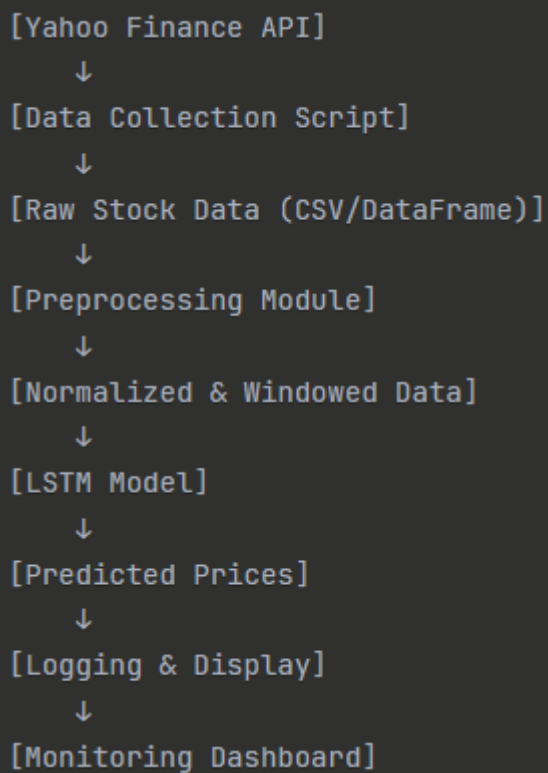 [Yahoo Finance API]
↓
[Data Collection Script]
↓
[Raw Stock Data (CSV/DataFrame)]
↓
[Preprocessing Module]
↓
[Normalized & Windowed Data]
↓
[LSTM Model]
↓
[Predicted Prices]
↓
[Logging & Display]
↓
[Monitoring Dashboard]